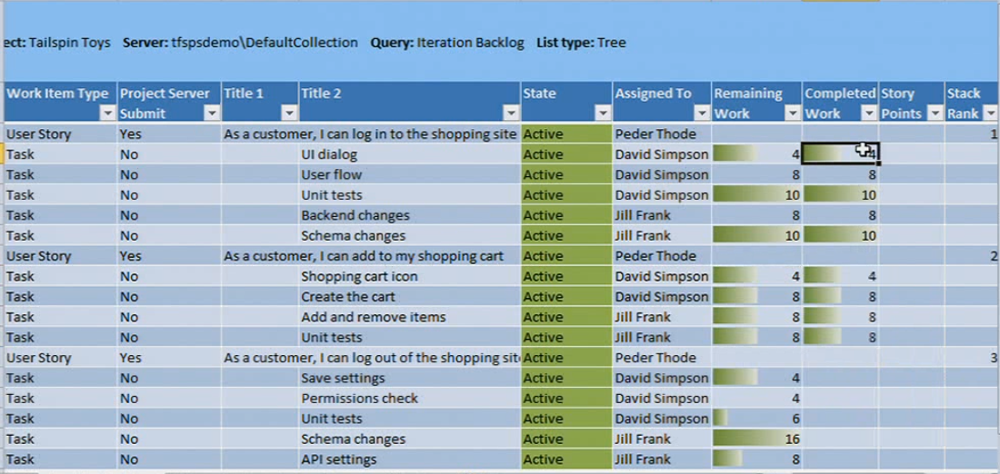 ect: Tailspin Toys Server: tfspsdemo\DefaultCollection Query: Iteration Backlog List type: Tree
Work Item Type Project Server Submit Title 1 Title 2 State Assigned To Remaining Work Completed Work Story Points Stack Rank
User Story Yes As a customer, I can log in to the shopping site Active Peder Thode 1
Task No UI dialog Active David Simpson 4 4
Task No User flow Active David Simpson 8 8
Task No Unit tests Active David Simpson 10 10
Task No Backend changes Active Jill Frank 8 8
Task No Schema changes Active Jill Frank 10 10
User Story Yes As a customer, I can add to my shopping cart Active Peder Thode 2
Task No Shopping cart icon Active David Simpson 4 4
Task No Create the cart Active David Simpson 8 8
Task No Add and remove items Active Jill Frank 8 8
Task No Unit tests Active Jill Frank 8 8
User Story Yes As a customer, I can log out of the shopping sit Active Peder Thode 3
Task No Save settings Active David Simpson 4
Task No Permissions check Active David Simpson 4
Task No Unit tests Active David Simpson 6
Task No Schema changes Active Jill Frank 16
Task No API settings Active Jill Frank 8